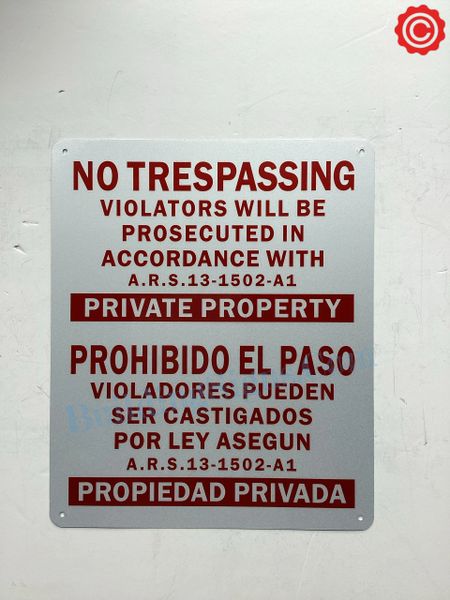 NO TRESPASSING
VIOLATORS WILL BE
PROSECUTED IN
ACCORDANCE WITH
A.R.S.13-1502-A1
PRIVATE PROPERTY
PROHIBIDO EL PASO
VIOLADORES PUEDEN
SER CASTIGADOS
POR LEY ASEGUN
A.R.S.13-1502-A1
PROPIEDAD PRIVADA